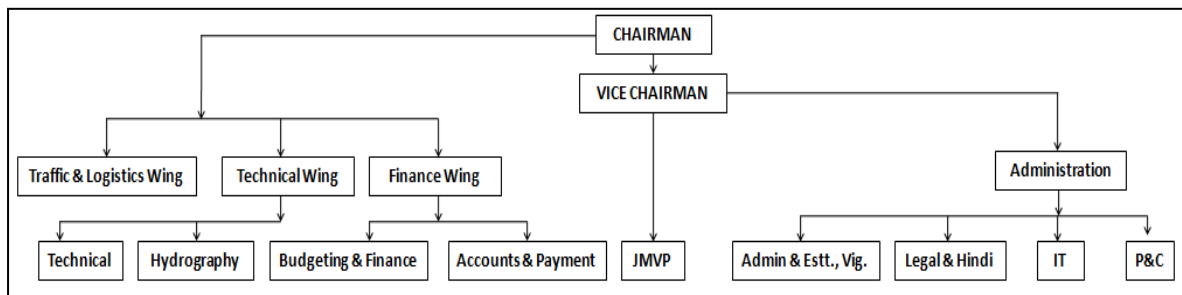 CHAIRMAN
VICE CHAIRMAN
Traffic & Logistics Wing
Technical Wing
Finance Wing
Administration
Technical
Hydrography
Budgeting & Finance
Accounts & Payment
JMVP
Admin & Estt., Vig.
Legal & Hindi
IT
P&C